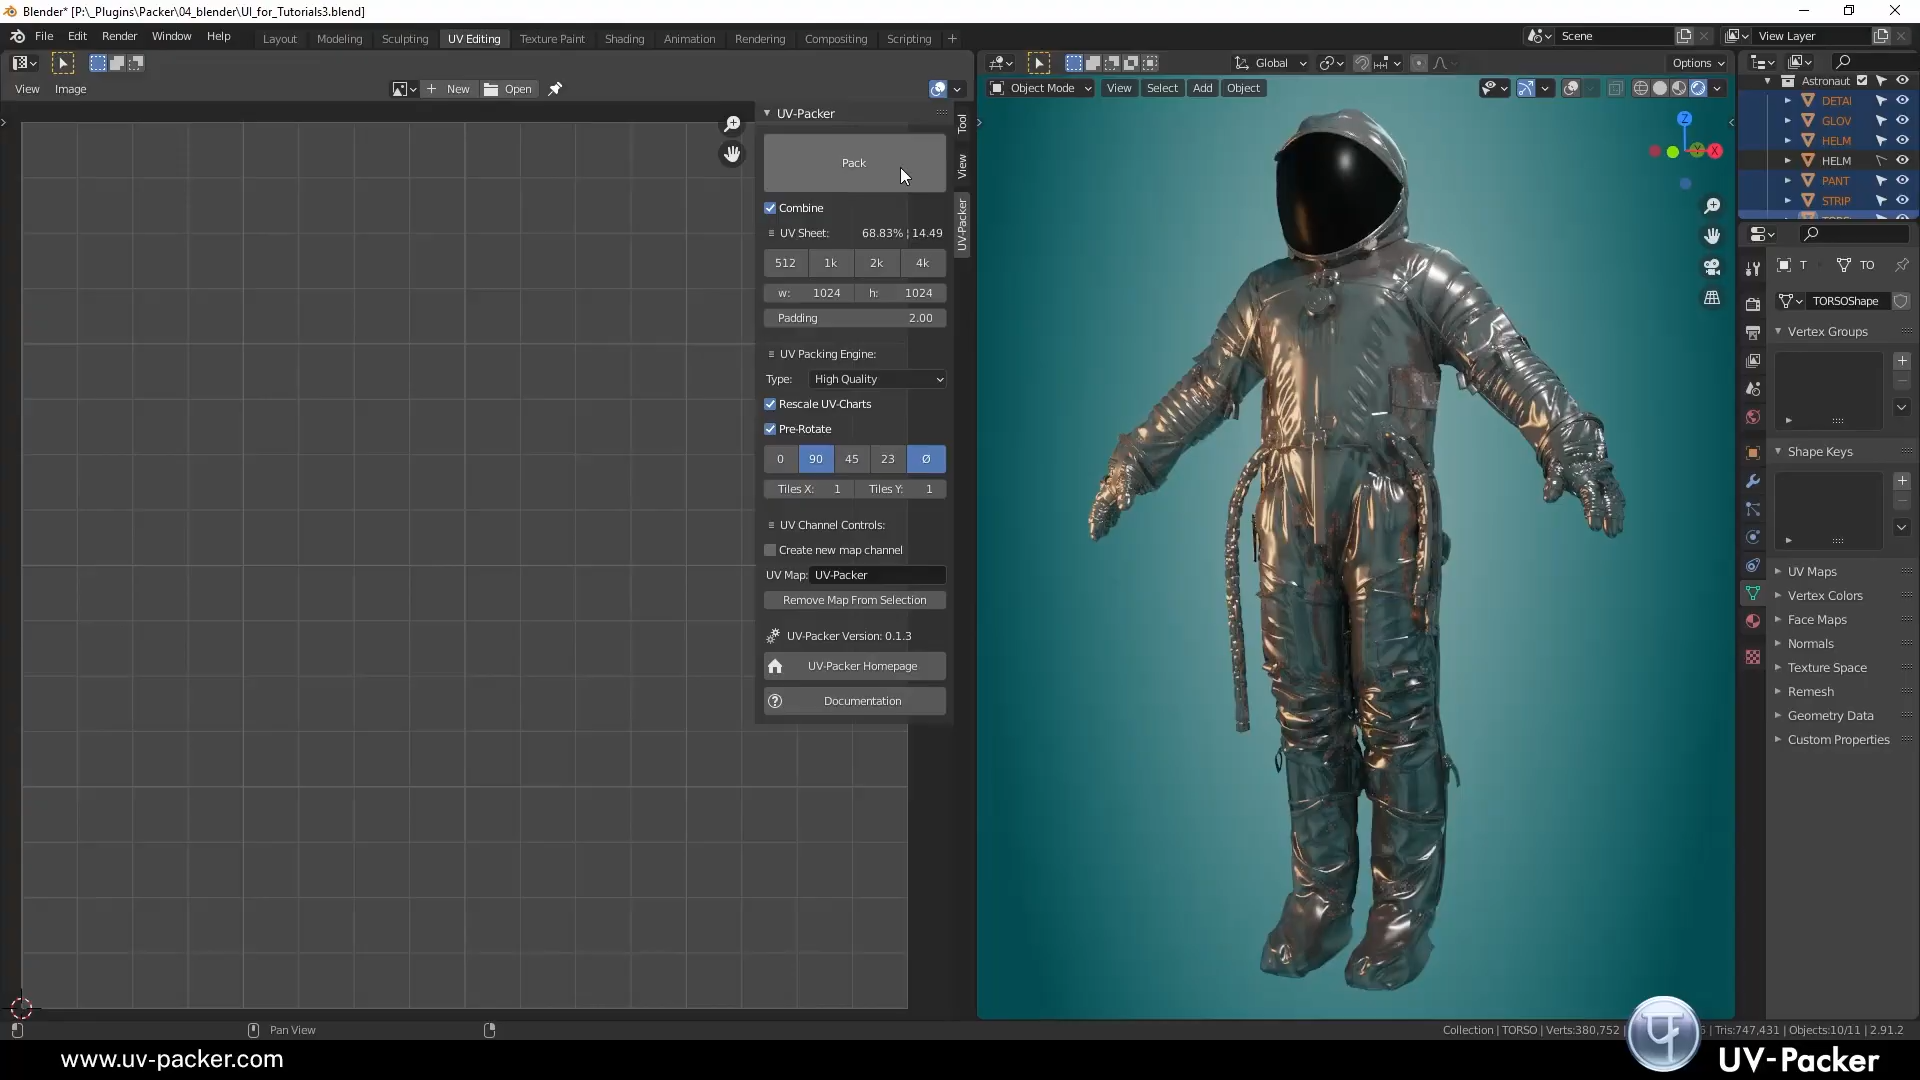 Blender* [P:\_Plugins\Packer\04_blender\UI_for_Tutorials3.blend]
File Edit Render Window Help Layout Modeling Sculpting UV Editing Texture Paint Shading Animation Rendering Compositing Scripting + Scene View Layer
Global Options
View Image + New Open Object Mode View Select Add Object
Astronaut
DETAI
GLOV
HELM
HELM
PANT
STRIP
UV-Packer
Pack
Combine
UV Sheet: 68.83% ¦ 14.49
512 1k 2k 4k
w: 1024 h: 1024
Padding 2.00
UV Packing Engine:
Type: High Quality
Rescale UV-Charts
Pre-Rotate
0 90 45 23 Ø
Tiles X: 1 Tiles Y: 1
UV Channel Controls:
Create new map channel
UV Map: UV-Packer
Remove Map From Selection
UV-Packer Version: 0.1.3
UV-Packer Homepage
Documentation
Tool
View
UV-Packer
Z
Y
X
T TO
TORSOShape
Vertex Groups
Shape Keys
UV Maps
Vertex Colors
Face Maps
Normals
Texture Space
Remesh
Geometry Data
Custom Properties
Pan View
Collection | TORSO | Verts:380,752 | Tris:747,431 | Objects:10/11 | 2.91.2
www.uv-packer.com
UV-Packer